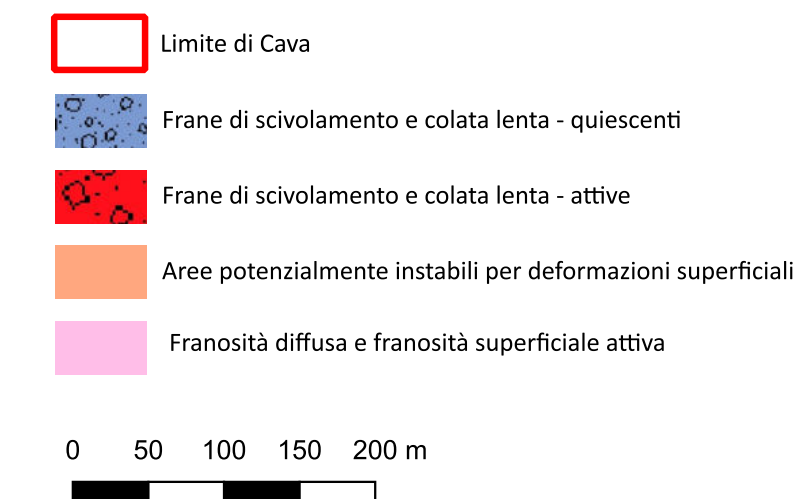 Limite di Cava
Frane di scivolamento e colata lenta - quiescenti
Frane di scivolamento e colata lenta - attive
Aree potenzialmente instabili per deformazioni superficiali
Franosità diffusa e franosità superficiale attiva
0 50 100 150 200 m